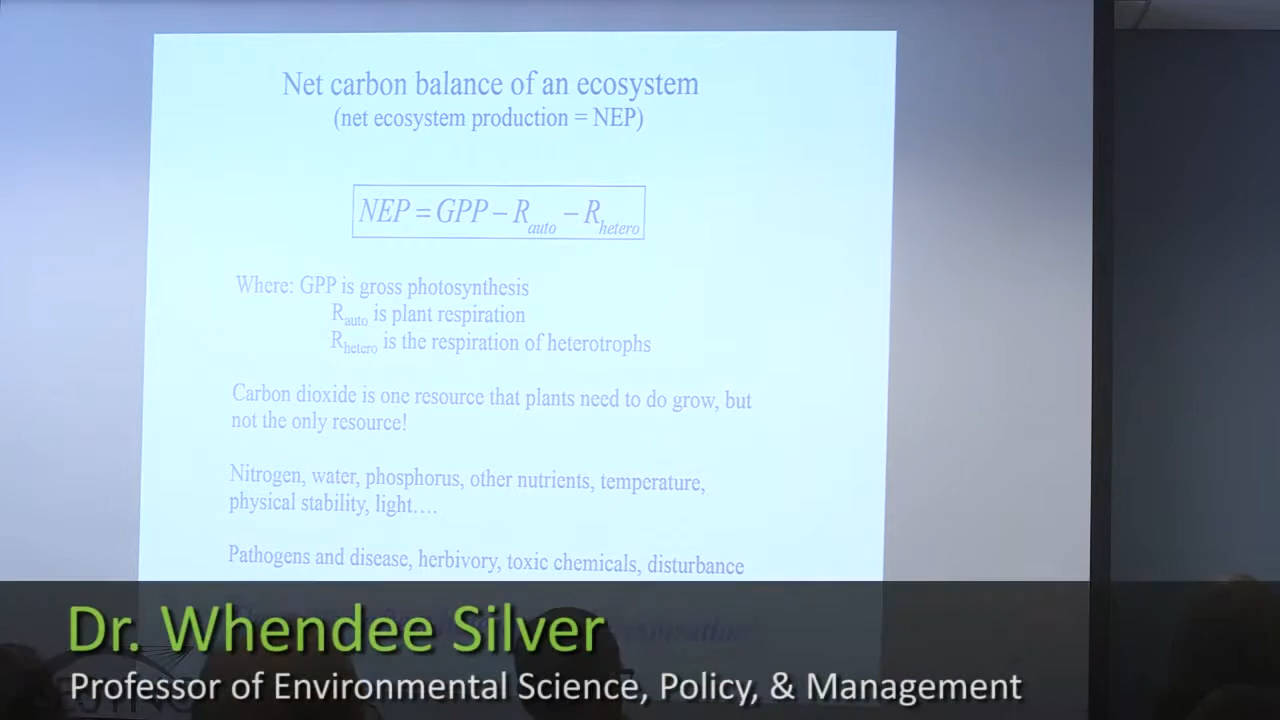 Net carbon balance of an ecosystem
(net ecosystem production = NEP)
NEP = GPP – R_auto – R_hetero
Where: GPP is gross photosynthesis
R_auto is plant respiration
R_hetero is the respiration of heterotrophs
Carbon dioxide is one resource that plants need to do grow, but
not the only resource!
Nitrogen, water, phosphorus, other nutrients, temperature,
physical stability, light….
Pathogens and disease, herbivory, toxic chemicals, disturbance
Dr. Whendee Silver
Professor of Environmental Science, Policy, & Management